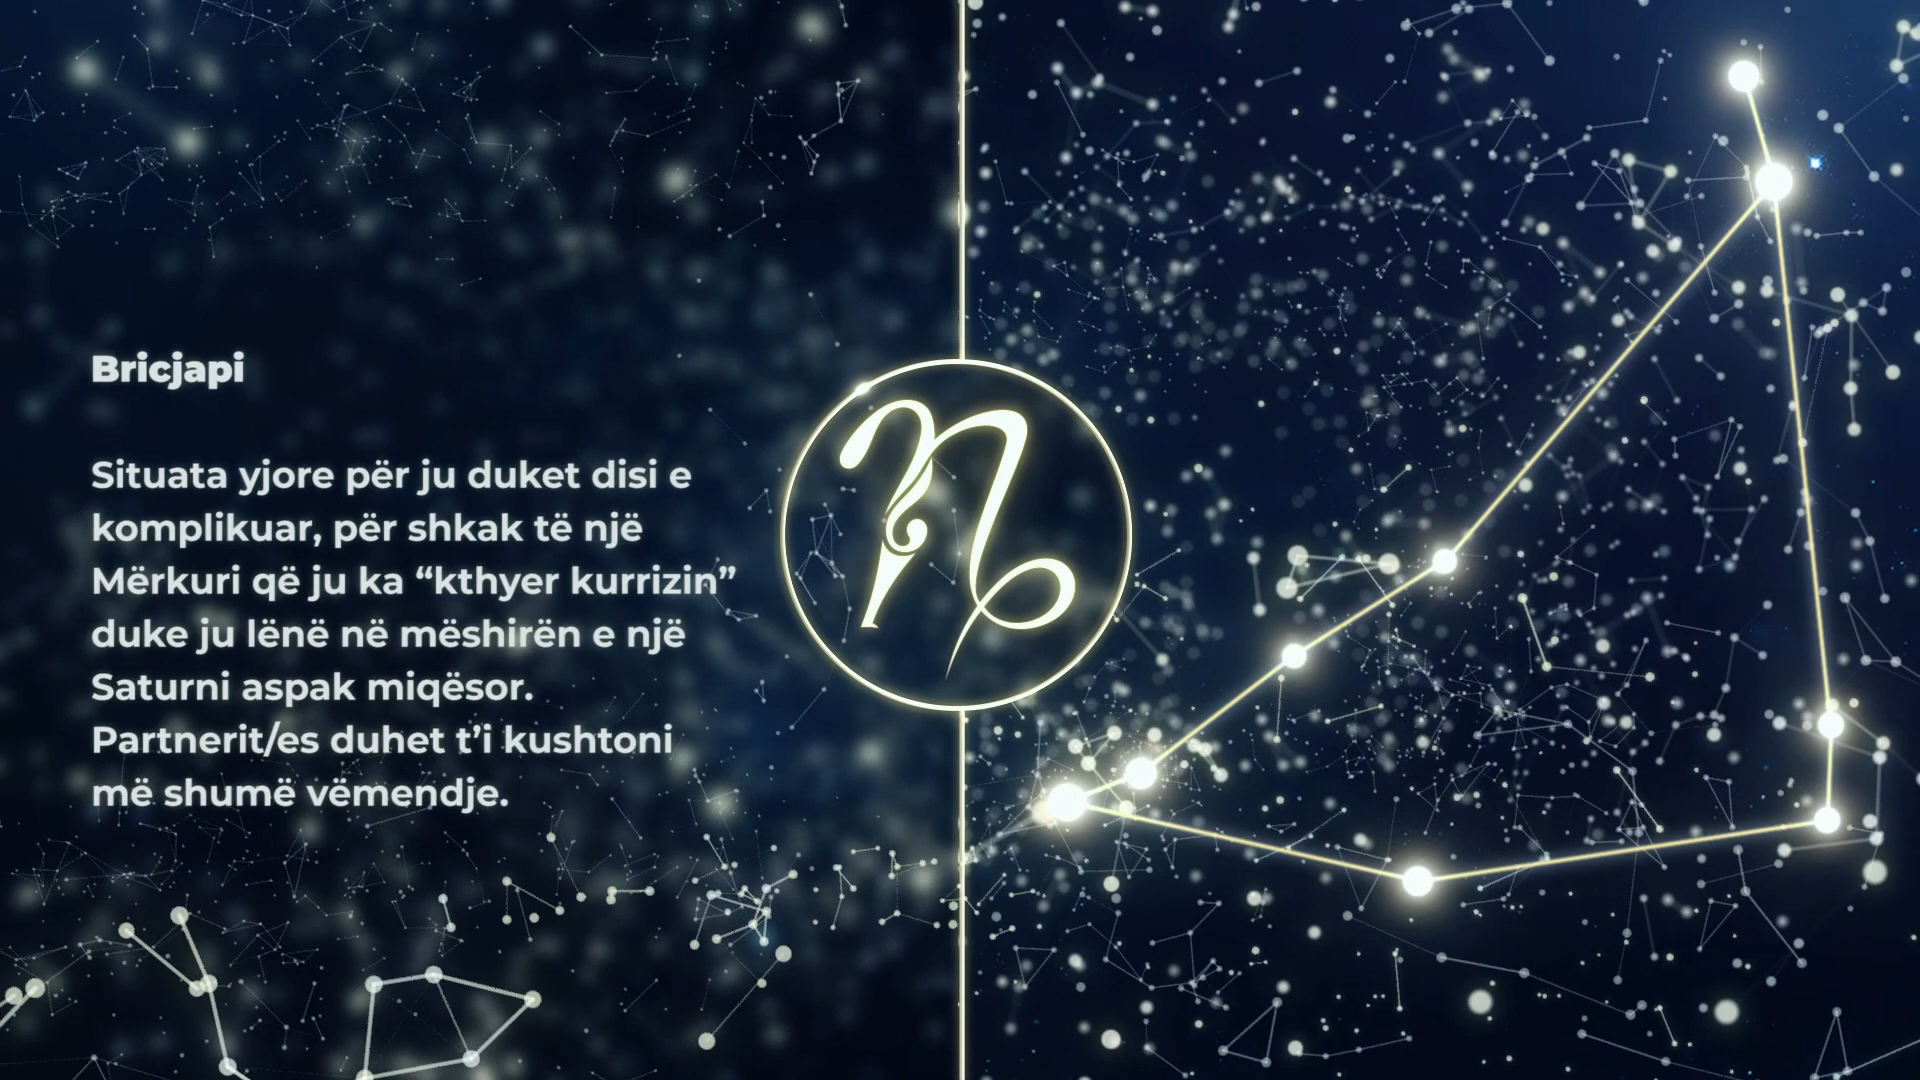 Bricjapi
Situata yjore për ju duket disi e
komplikuar, për shkak të një
Mërkuri që ju ka “kthyer kurrizin”
duke ju lënë në mëshirën e një
Saturni aspak miqësor.
Partnerit/es duhet t’i kushtoni
më shumë vëmendje.